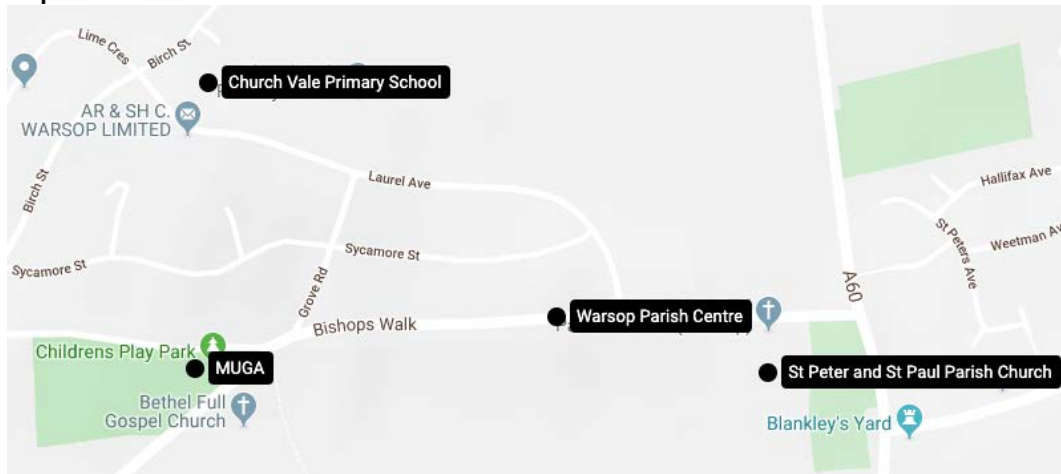 Lime Cres
Birch St
Church Vale Primary School
AR & SH C.
WARSOP LIMITED
Birch St
Laurel Ave
Hallifax Ave
St Peters Ave
Weetman Av
Sycamore St
Sycamore St
A60
Grove Rd
Bishops Walk
Warsop Parish Centre
Childrens Play Park
MUGA
St Peter and St Paul Parish Church
Bethel Full
Gospel Church
Blankley's Yard